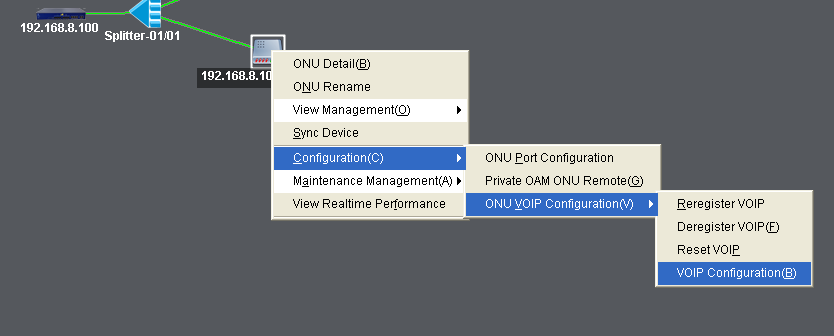 192.168.8.100
Splitter-01/01
192.168.8.10
ONU Detail(B)
ONU Rename
View Management(O)
Sync Device
Configuration(C)
Maintenance Management(A)
View Realtime Performance
ONU Port Configuration
Private OAM ONU Remote(G)
ONU VOIP Configuration(V)
Reregister VOIP
Deregister VOIP(F)
Reset VOIP
VOIP Configuration(B)